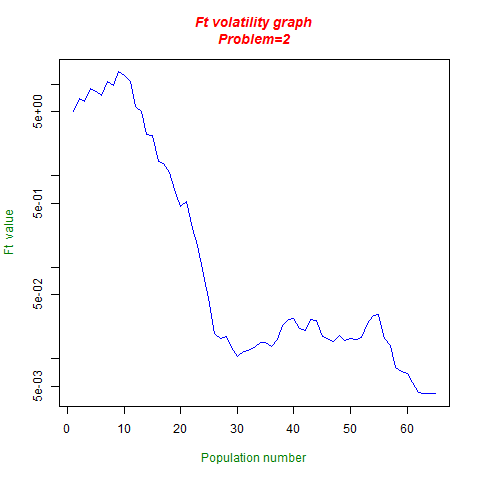 Ft volatility graph
Problem=2
Ft value
5e+00
5e-01
5e-02
5e-03
0 10 20 30 40 50 60
Population number